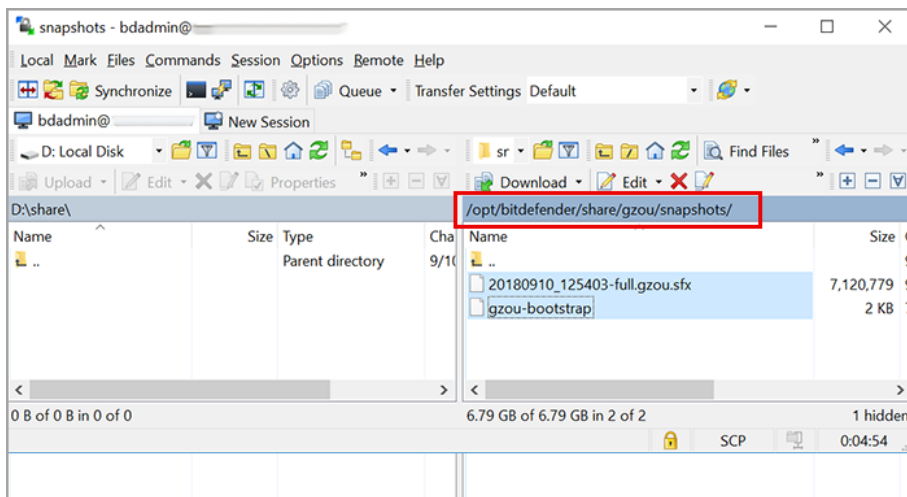 snapshots - bdadmin@
Local Mark Files Commands Session Options Remote Help
Synchronize Queue Transfer Settings Default
bdadmin@ New Session
D: Local Disk sr Find Files »
Upload Edit Properties » Download Edit »
D:\share\ /opt/bitdefender/share/gzou/snapshots/
Name Size Type Cha Name Size
.. Parent directory 9/10 ..
20180910_125403-full.gzou.sfx 7,120,779
gzou-bootstrap 2 KB
0 B of 0 B in 0 of 0 6.79 GB of 6.79 GB in 2 of 2 1 hidden
SCP 0:04:54